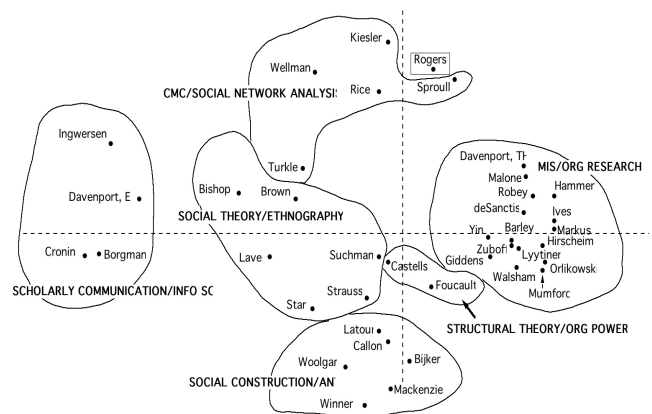 Kiesler
Rogers
Wellman
Sproull
Rice
CMC/SOCIAL NETWORK ANALYSIS
Ingwersen
Davenport, TH
MIS/ORG RESEARCH
Turkle
Malone
Hammer
Robey
Davenport, E
Bishop
Brown
deSanctis
SOCIAL THEORY/ETHNOGRAPHY
Ives
Yin
Barley
Markus
Hirscheim
Cronin
Borgman
Lave
Suchman
Castells
Zubofl
Lyytiner
Giddens
Walsham
Orlikowsk
SCHOLARLY COMMUNICATION/INFO SC
Strauss
Foucault
Mumforc
Star
STRUCTURAL THEORY/ORG POWER
Latour
Callon
Woolgar
Bijker
SOCIAL CONSTRUCTION/ANT
Mackenzie
Winner